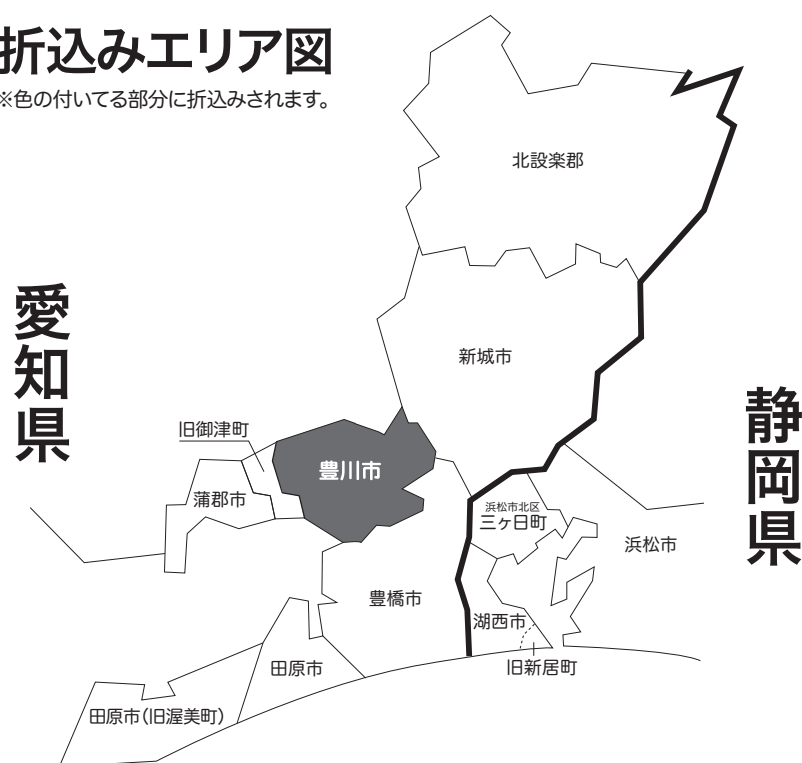 折込みエリア図
※色の付いてる部分に折込みされます。
北設楽郡
愛知県
新城市
静岡県
旧御津町
豊川市
蒲郡市
浜松市北区
三ヶ日町
浜松市
豊橋市
湖西市
田原市
旧新居町
田原市(旧渥美町)